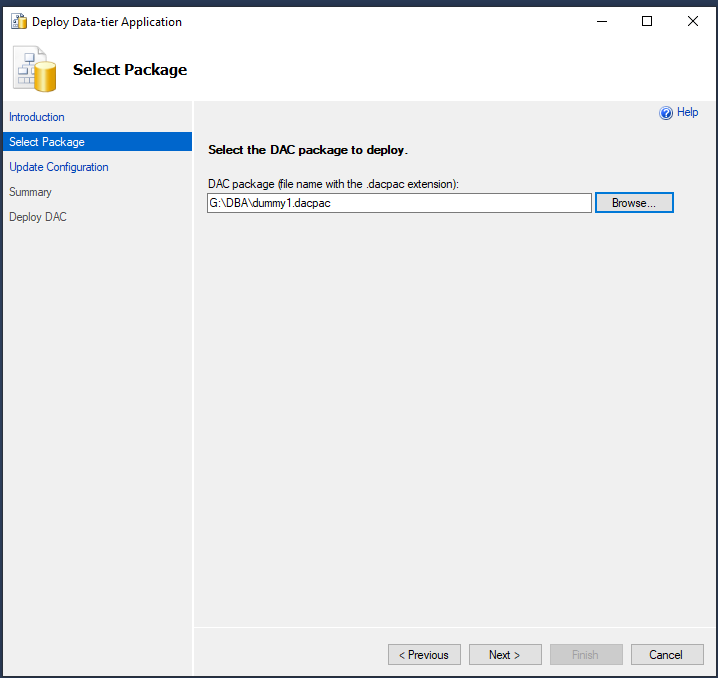 Deploy Data-tier Application
Select Package
Introduction
Select Package
Update Configuration
Summary
Deploy DAC
Help
Select the DAC package to deploy.
DAC package (file name with the .dacpac extension):
G:\DBA\dummy1.dacpac
Browse...
< Previous
Next >
Finish
Cancel